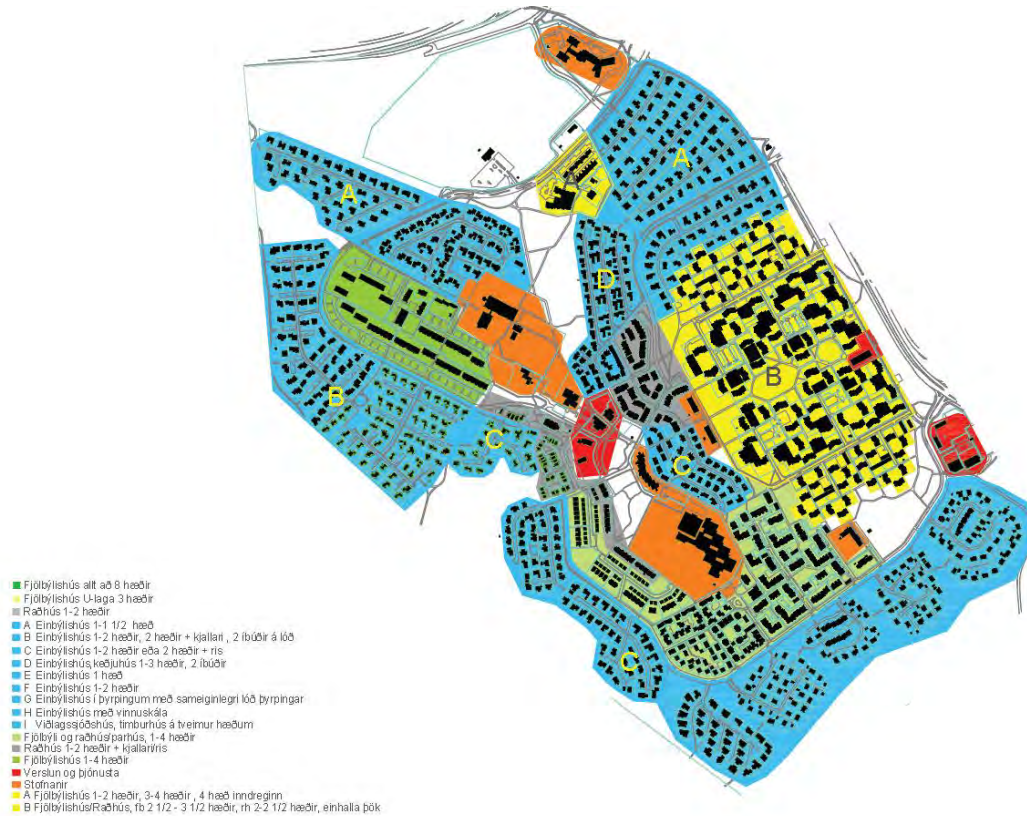 A
A
A
D
B
B
C
C
C
Fjölbýlishús allt að 8 hæðir
Fjölbýlishús U-laga 3 hæðir
Raðhús 1-2 hæðir
A Einbýlishús 1-1 1/2 hæð
B Einbýlishús 1-2 hæðir, 2 hæðir + kjallari , 2 íbúðir á lóð
C Einbýlishús 1-2 hæðir eða 2 hæðir + ris
D Einbýlishús, keðjuhús 1-3 hæðir, 2 íbúðir
E Einbýlishús 1 hæð
F Einbýlishús 1-2 hæðir
G Einbýlishús í þyrpingum með sameiginlegri lóð þyrpingar
H Einbýlishús með vinnuskála
I Viðlagssjóðshús, timburhús á tveimur hæðum
Fjölbýli og raðhús/parhús, 1-4 hæðir
Raðhús 1-2 hæðir + kjallari/ris
Fjölbýlishús 1-4 hæðir
Verslun og þjónusta
Stofnanir
A Fjölbýlishús 1-2 hæðir, 3-4 hæðir , 4 hæð inndreginn
B Fjölbýlishús/Raðhús, fb 2 1/2 - 3 1/2 hæðir, rh 2-2 1/2 hæðir, einhalla þök